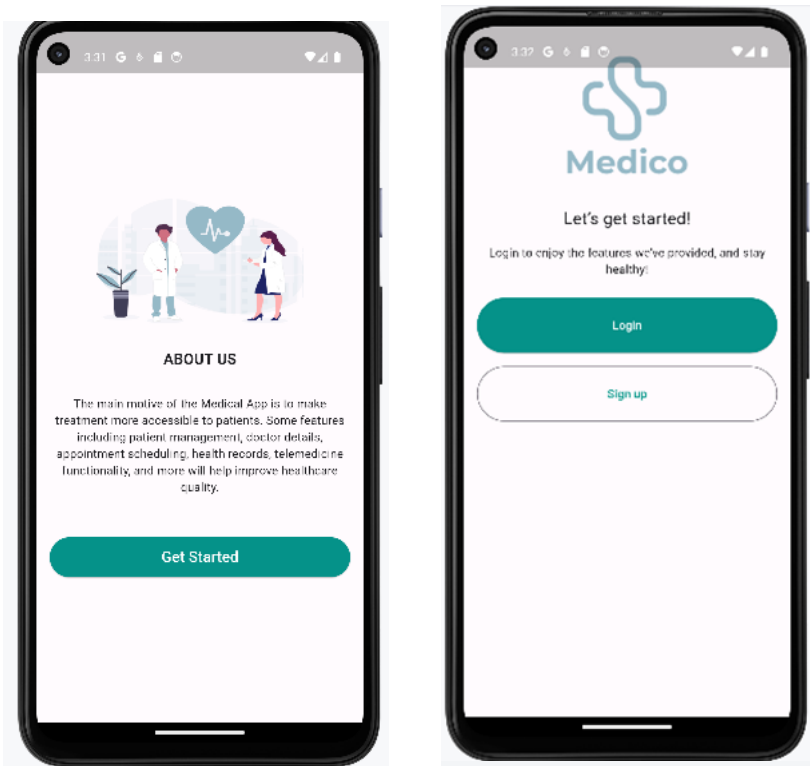 3:31 G
ABOUT US
The main motive of the Medical App is to make
treatment more accessible to patients. Some features
including patient management, doctor details,
appointment scheduling, health records, telemedicine
functionality, and more will help improve healthcare
quality.
Get Started
3:32 G
Medico
Let's get started!
Login to enjoy the features we've provided, and stay
healthy!
Login
Sign up